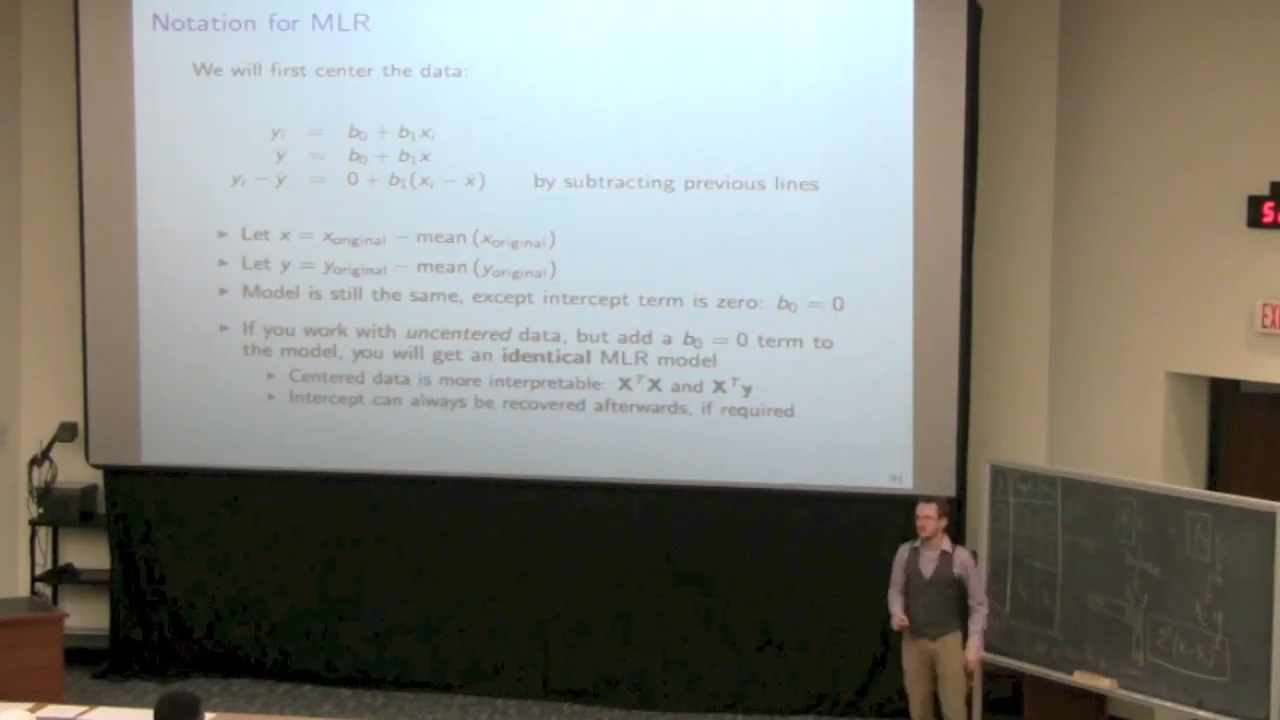 Notation for MLR
We will first center the data:
yᵢ = b₀ + b₁xᵢ
y̅ = b₀ + b₁x̅
yᵢ − y̅ = 0 + b₁(xᵢ − x̅) by subtracting previous lines
► Let x = x_original − mean (x_original)
► Let y = y_original − mean (y_original)
► Model is still the same, except intercept term is zero: b₀ = 0
► If you work with uncentered data, but add a b₀ = 0 term to
the model, you will get an identical MLR model
► Centered data is more interpretable: XᵀX and Xᵀy
► Intercept can always be recovered afterwards, if required